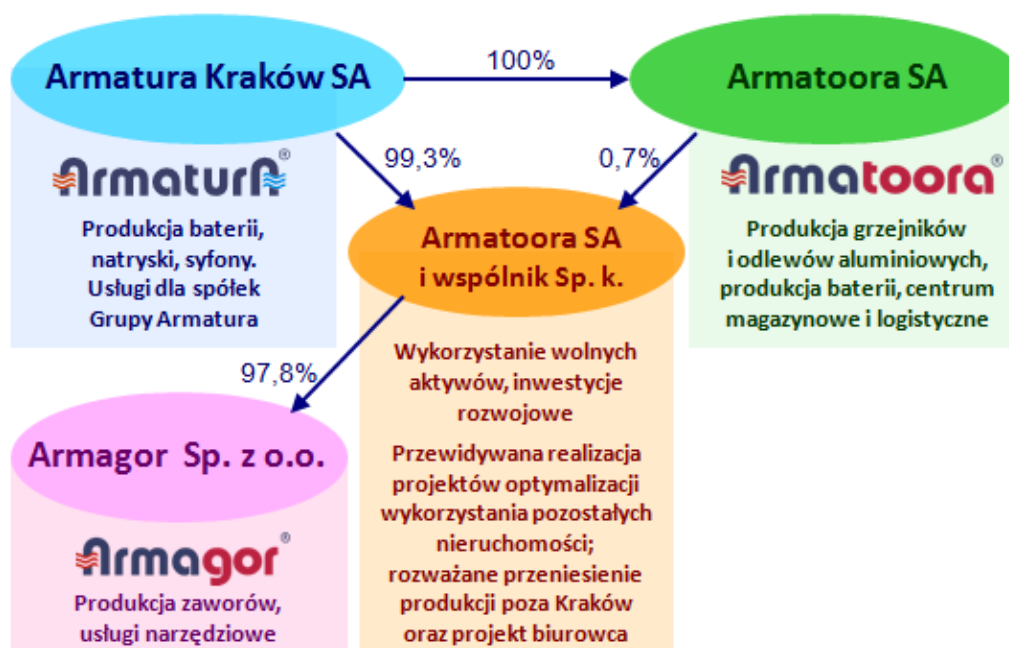 Armatura Kraków SA
100%
Armatoora SA
99,3%
0,7%
ArmaturA®
Produkcja baterii,
natryski, syfony.
Usługi dla spółek
Grupy Armatura
Armatoora®
Produkcja grzejników
i odlewów aluminiowych,
produkcja baterii, centrum
magazynowe i logistyczne
Armatoora SA
i wspólnik Sp. k.
Wykorzystanie wolnych
aktywów, inwestycje
rozwojowe
Przewidywana realizacja
projektów optymalizacji
wykorzystania pozostałych
nieruchomości;
rozważane przeniesienie
produkcji poza Kraków
oraz projekt biurowca
97,8%
Armagor Sp. z o.o.
Armagor®
Produkcja zaworów,
usługi narzędziowe